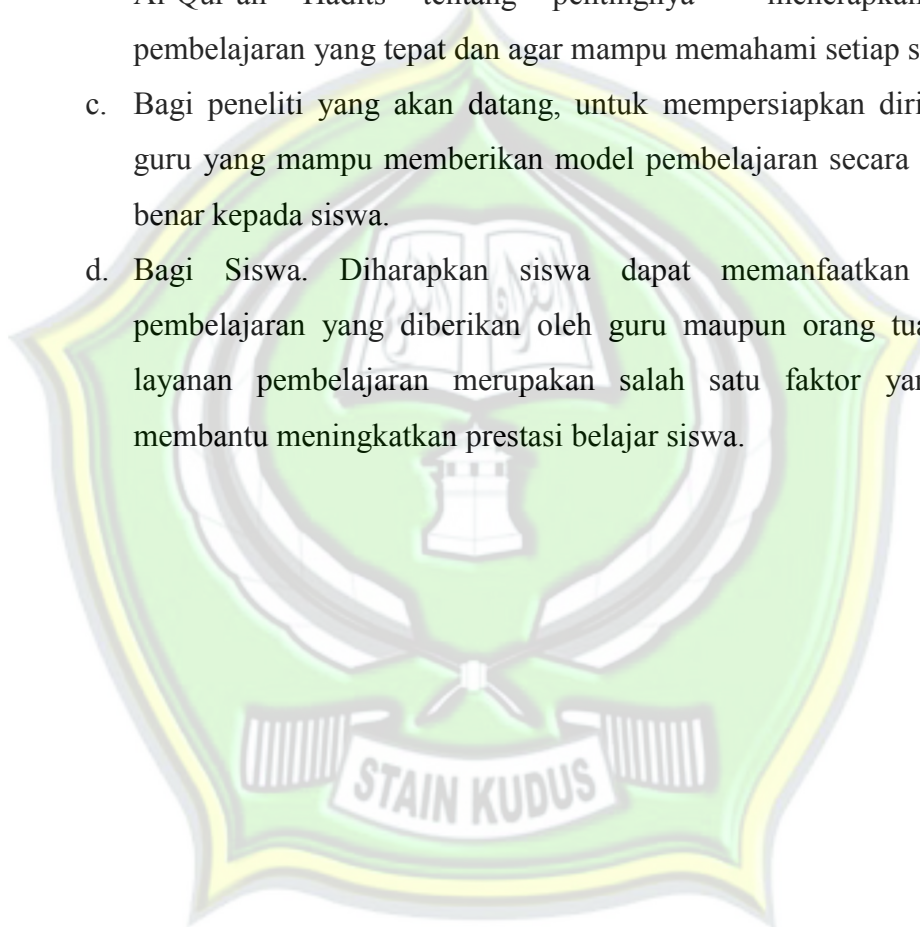 Al-Qur'an Hadits tentang pentingnya menerapkan
pembelajaran yang tepat dan agar mampu memahami setiap s
c. Bagi peneliti yang akan datang, untuk mempersiapkan diri
guru yang mampu memberikan model pembelajaran secara
benar kepada siswa.
d. Bagi Siswa. Diharapkan siswa dapat memanfaatkan
pembelajaran yang diberikan oleh guru maupun orang tua
layanan pembelajaran merupakan salah satu faktor yan
membantu meningkatkan prestasi belajar siswa.
STAIN KUDUS